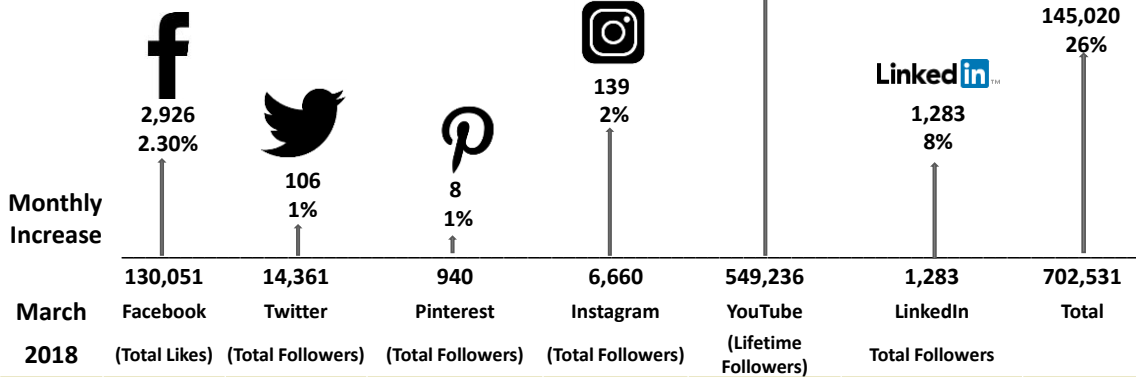 145,020
26%
139
2%
Linked in™
2,926
2.30%
1,283
8%
106
1%
8
1%
Monthly
Increase
130,051 14,361 940 6,660 549,236 1,283 702,531
March Facebook Twitter Pinterest Instagram YouTube LinkedIn Total
2018 (Total Likes) (Total Followers) (Total Followers) (Total Followers) (Lifetime Followers) Total Followers